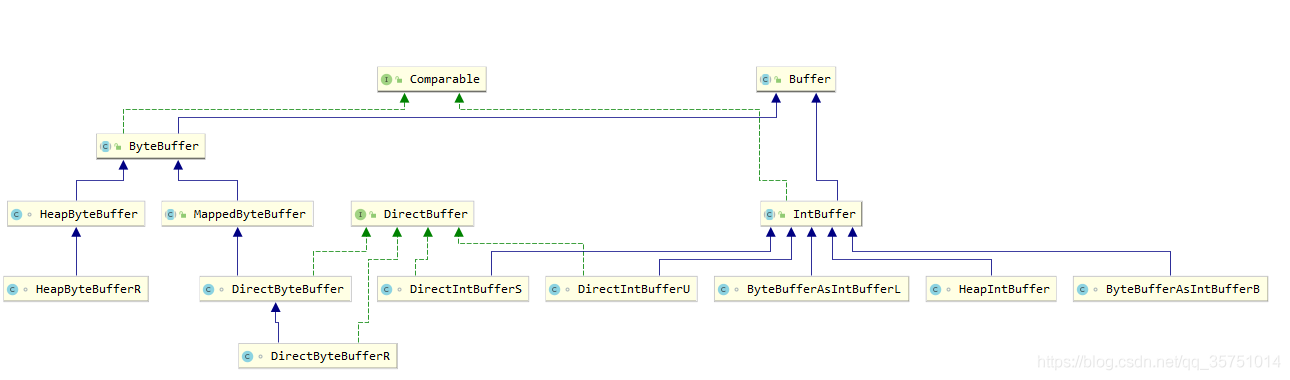 Comparable
Buffer
ByteBuffer
HeapByteBuffer
MappedByteBuffer
DirectBuffer
IntBuffer
HeapByteBufferR
DirectByteBuffer
DirectIntBufferS
DirectIntBufferU
ByteBufferAsIntBufferL
HeapIntBuffer
ByteBufferAsIntBufferB
DirectByteBufferR
https://blog.csdn.net/qq_35751014